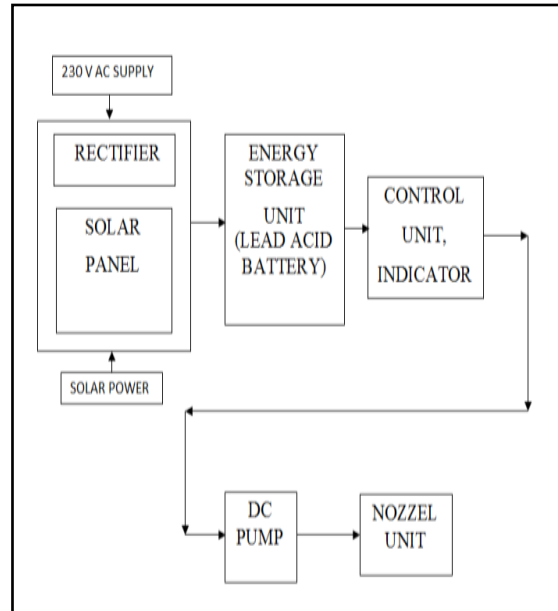 230 V AC SUPPLY
RECTIFIER
SOLAR
PANEL
SOLAR POWER
ENERGY
STORAGE
UNIT
(LEAD ACID
BATTERY)
CONTROL
UNIT,
INDICATOR
DC
PUMP
NOZZEL
UNIT